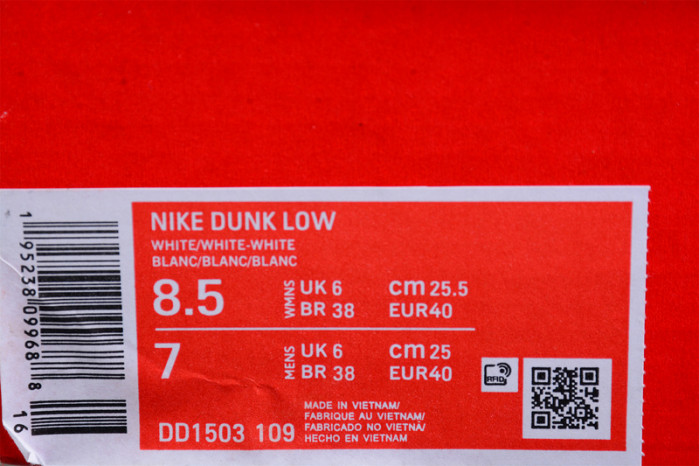 NIKE DUNK LOW
WHITE/WHITE-WHITE
BLANC/BLANC/BLANC
8.5 WMNS UK 6 cm 25.5
BR 38 EUR40
7 MENS UK 6 cm 25
BR 38 EUR40
RFID
MADE IN VIETNAM/
FABRIQUE AU VIETNAM/
FABRICADO NO VIETNÃ/
HECHO EN VIETNAM
DD1503 109
1 95238 09968 8
16